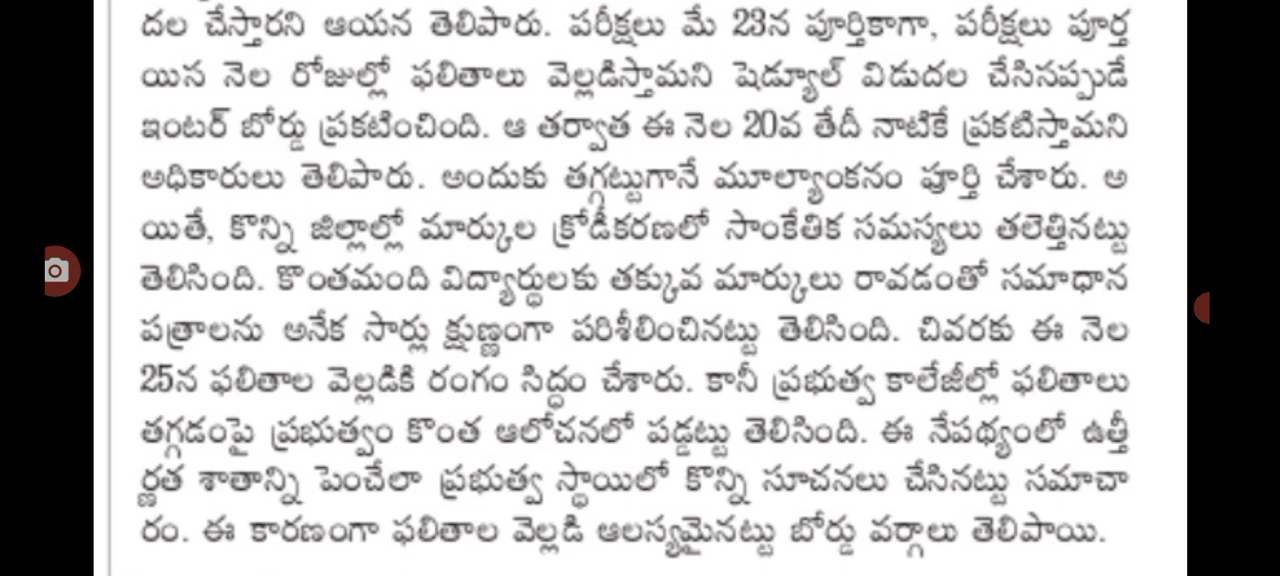 దల చేస్తారని ఆయన తెలిపారు. పరీక్షలు మే 23న పూర్తికాగా, పరీక్షలు పూర్త
యిన నెల రోజుల్లో ఫలితాలు వెల్లడిస్తామని షెడ్యూల్ విడుదల చేసినప్పుడే
ఇంటర్ బోర్డు ప్రకటించింది. ఆ తర్వాత ఈ నెల 20వ తేదీ నాటికే ప్రకటిస్తామని
అధికారులు తెలిపారు. అందుకు తగ్గట్టుగానే మూల్యాంకనం పూర్తి చేశారు. అ
యితే, కొన్ని జిల్లాల్లో మార్కుల క్రోడీకరణలో సాంకేతిక సమస్యలు తలెత్తినట్టు
తెలిసింది. కొంతమంది విద్యార్థులకు తక్కువ మార్కులు రావడంతో సమాధాన
పత్రాలను అనేక సార్లు క్షుణ్ణంగా పరిశీలించినట్టు తెలిసింది. చివరకు ఈ నెల
25న ఫలితాల వెల్లడికి రంగం సిద్ధం చేశారు. కానీ ప్రభుత్వ కాలేజీల్లో ఫలితాలు
తగ్గడంపై ప్రభుత్వం కొంత ఆలోచనలో పడ్డట్టు తెలిసింది. ఈ నేపథ్యంలో ఉత్తీ
ర్ణత శాతాన్ని పెంచేలా ప్రభుత్వ స్థాయిలో కొన్ని సూచనలు చేసినట్టు సమాచా
రం. ఈ కారణంగా ఫలితాల వెల్లడి ఆలస్యమైనట్టు బోర్డు వర్గాలు తెలిపాయి.